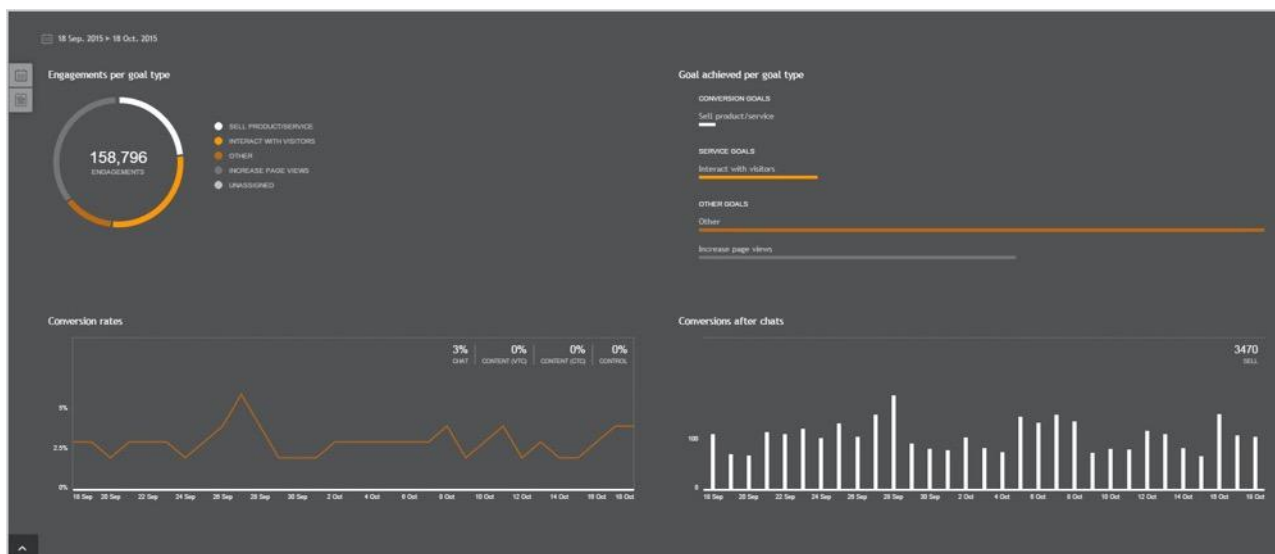 18 Sep. 2015 ▸ 18 Oct. 2015
Engagements per goal type
158,796
ENGAGEMENTS
SELL PRODUCT/SERVICE
INTERACT WITH VISITORS
OTHER
INCREASE PAGE VIEWS
UNASSIGNED
Goal achieved per goal type
CONVERSION GOALS
Sell product/service
SERVICE GOALS
Interact with visitors
OTHER GOALS
Other
Increase page views
Conversion rates
3% 0% 0% 0%
CHAT CONTENT (VTC) CONTENT (CTC) CONTROL
5%
2.5%
0%
18 Sep 20 Sep 22 Sep 24 Sep 26 Sep 28 Sep 30 Sep 2 Oct 4 Oct 6 Oct 8 Oct 10 Oct 12 Oct 14 Oct 16 Oct 18 Oct
Conversions after chats
3470
SELL
100
0
18 Sep 20 Sep 22 Sep 24 Sep 26 Sep 28 Sep 30 Sep 2 Oct 4 Oct 6 Oct 8 Oct 10 Oct 12 Oct 14 Oct 16 Oct 18 Oct